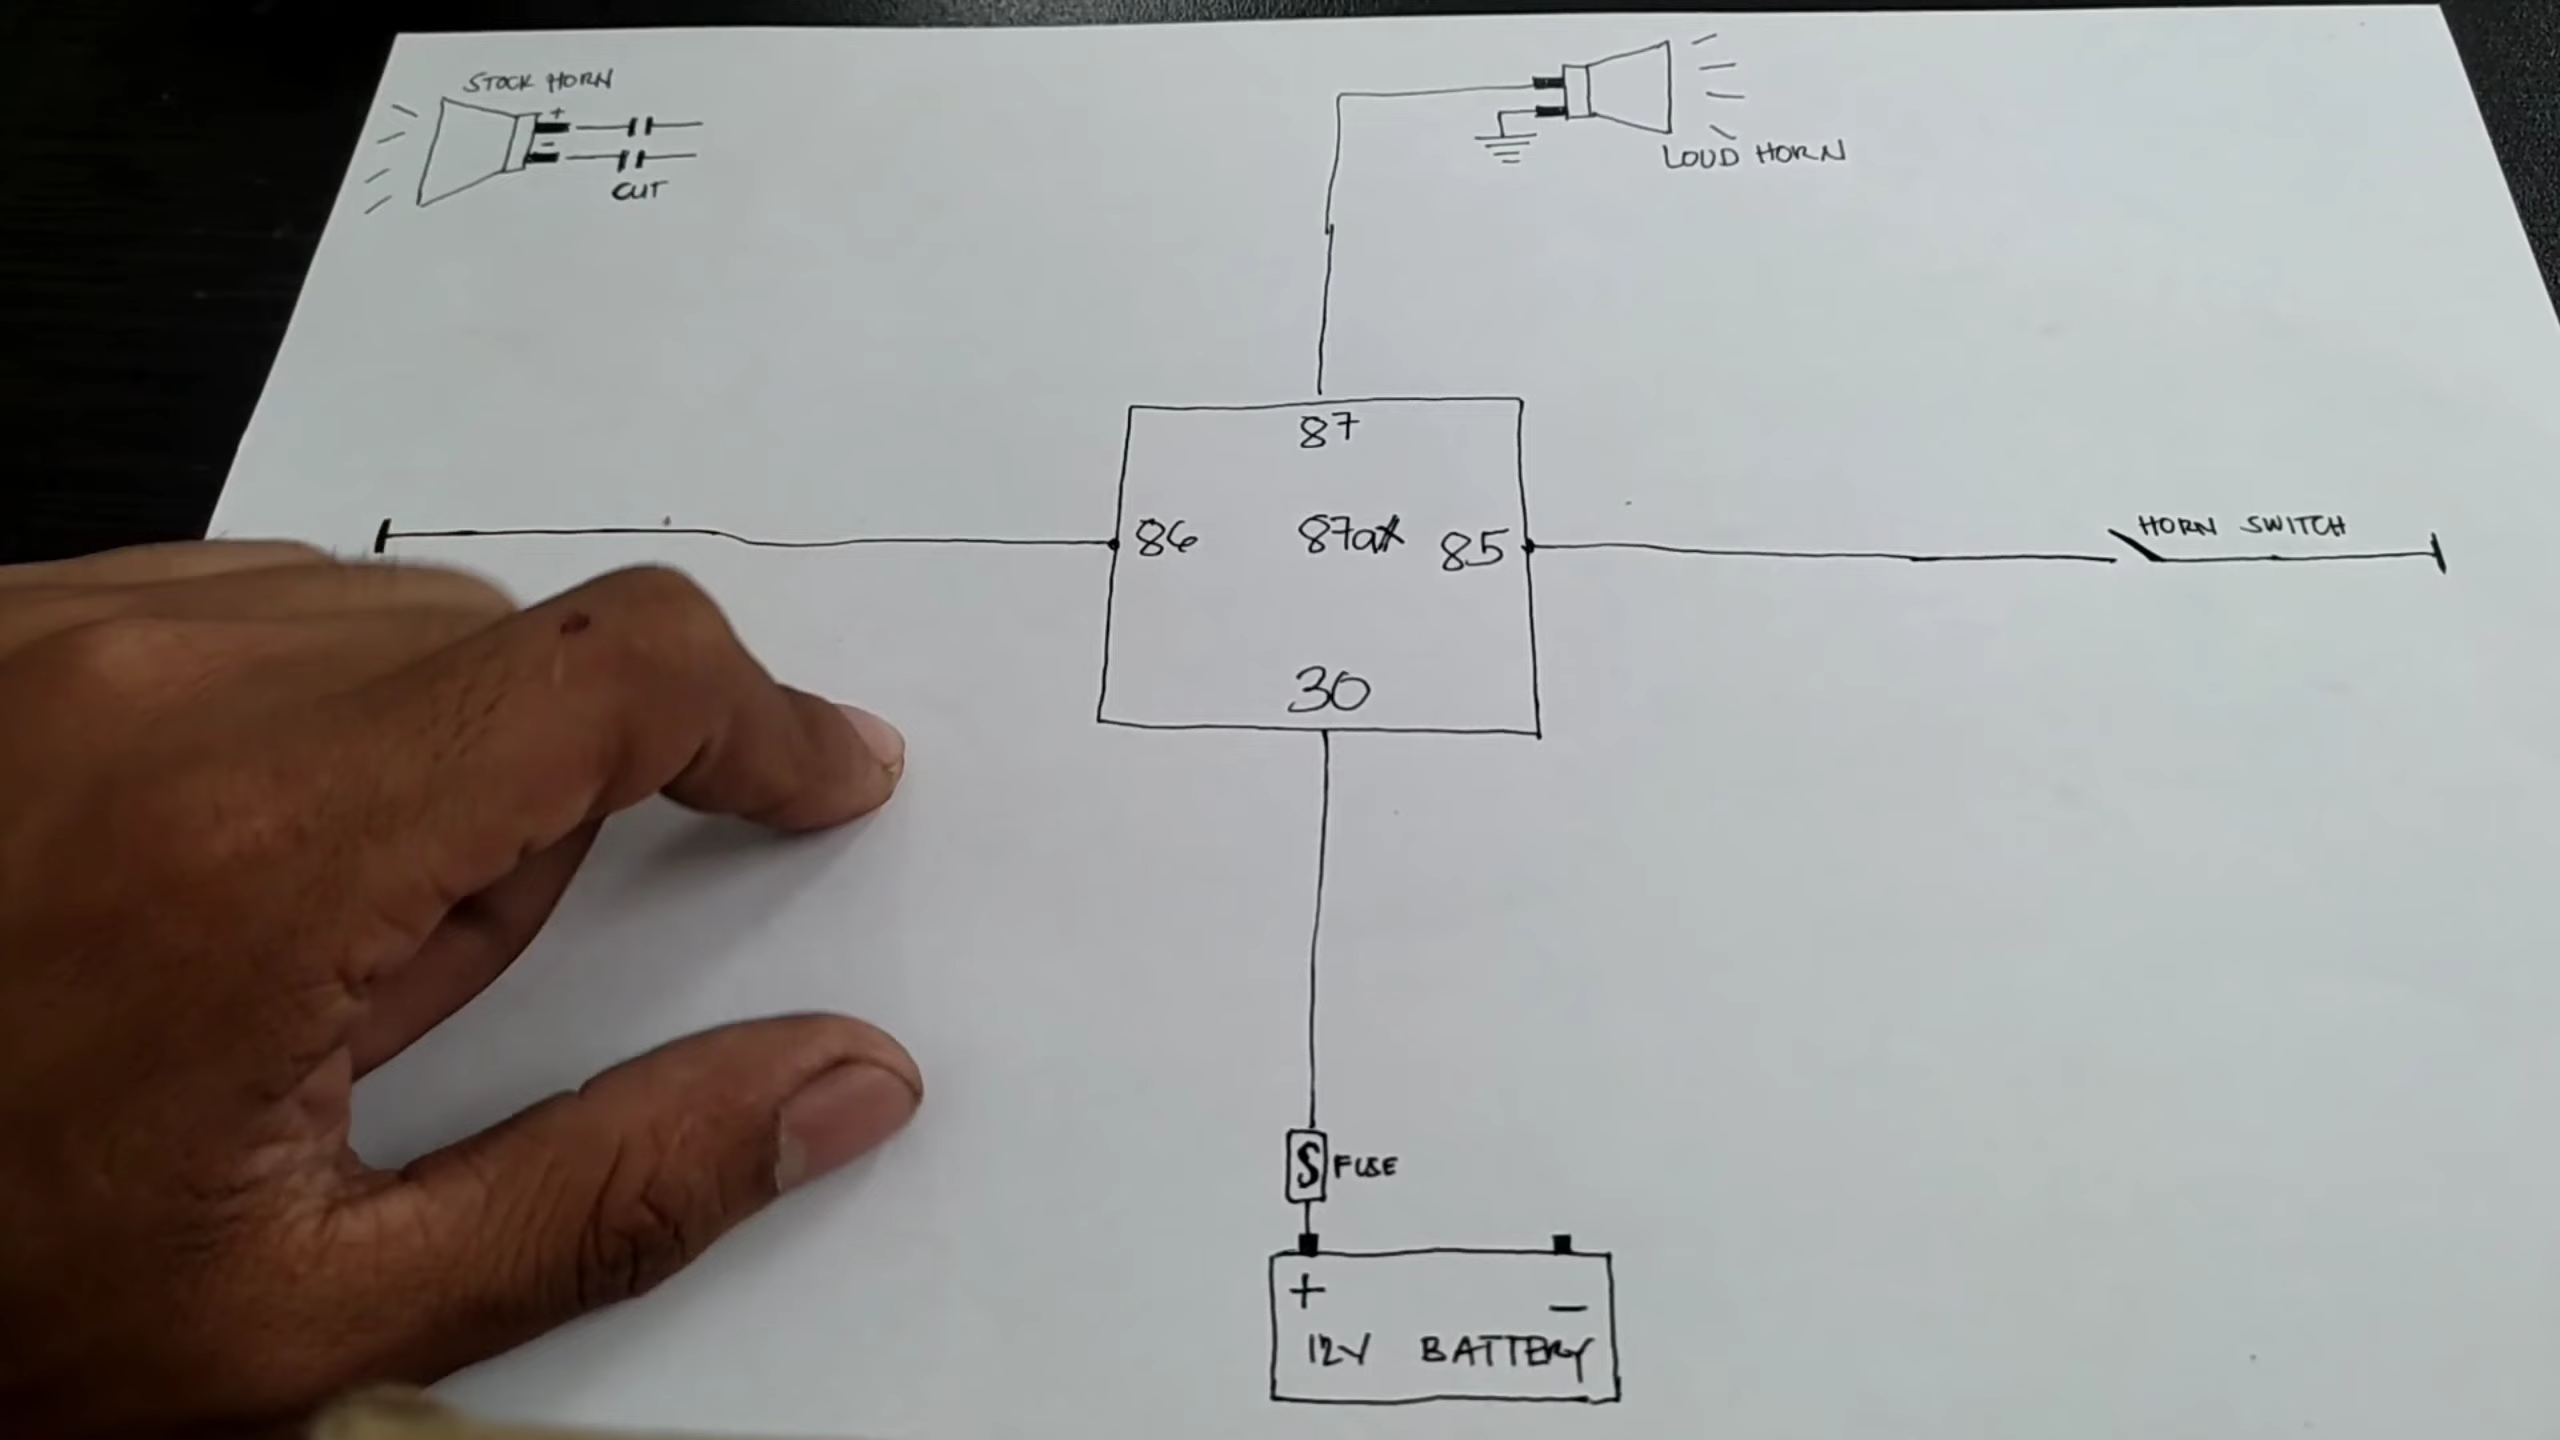 STOCK HORN
+
-
CUT
LOUD HORN
87
86
87a
85
HORN SWITCH
30
S FUSE
+ -
12V BATTERY